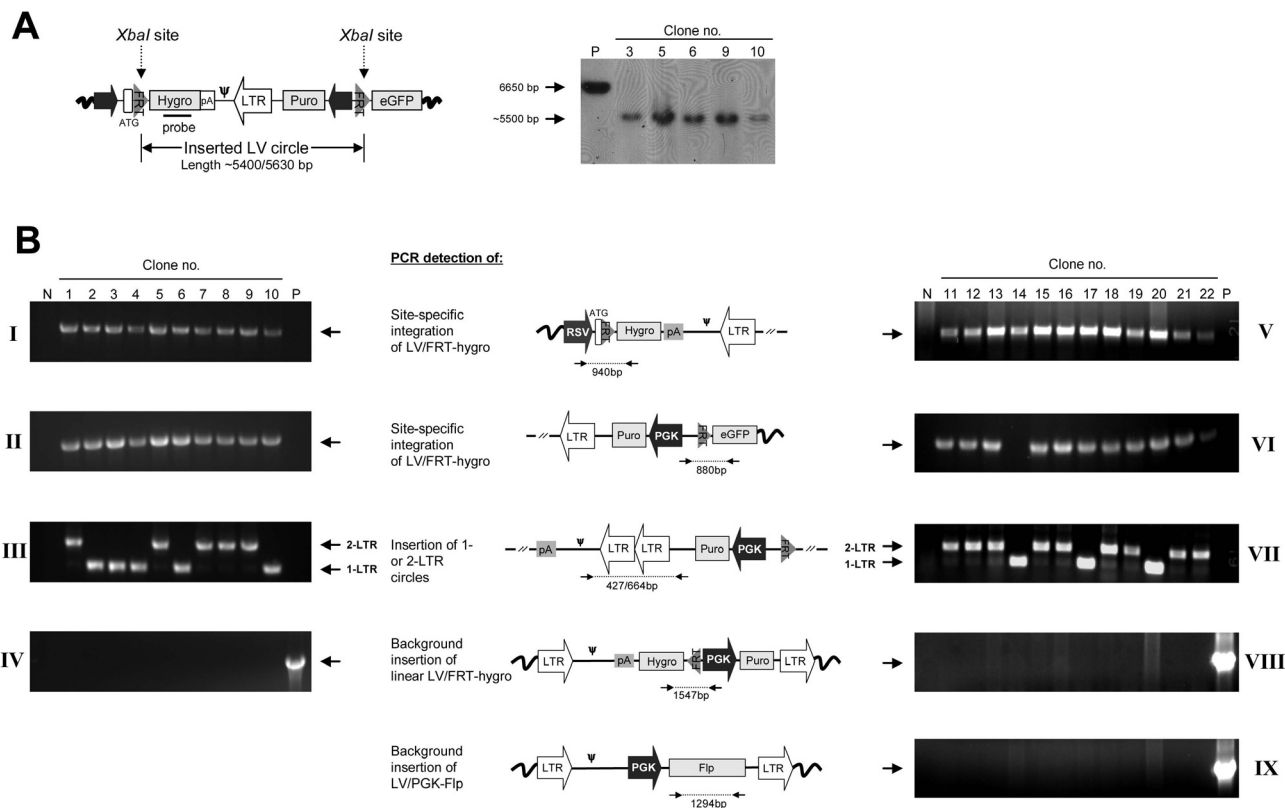 A
XbaI site
XbaI site
FRT
Hygro
pA
Ψ
LTR
Puro
FRT
eGFP
ATG
probe
Inserted LV circle
Length ~5400/5630 bp
Clone no.
P 3 5 6 9 10
6650 bp
~5500 bp
B
Clone no.
N 1 2 3 4 5 6 7 8 9 10 P
PCR detection of:
Clone no.
N 11 12 13 14 15 16 17 18 19 20 21 22 P
I
Site-specific
integration
of LV/FRT-hygro
RSV
ATG
FRT
Hygro
pA
Ψ
LTR
940bp
V
II
Site-specific
integration
of LV/FRT-hygro
LTR
Puro
PGK
FRT
eGFP
880bp
VI
III
2-LTR
1-LTR
Insertion of 1-
or 2-LTR
circles
pA
Ψ
LTR
LTR
Puro
PGK
FRT
427/664bp
2-LTR
1-LTR
VII
IV
Background
insertion of
linear LV/FRT-hygro
LTR
Ψ
pA
Hygro
FRT
PGK
Puro
LTR
1547bp
VIII
Background
insertion of
LV/PGK-Flp
LTR
Ψ
PGK
Flp
LTR
1294bp
IX